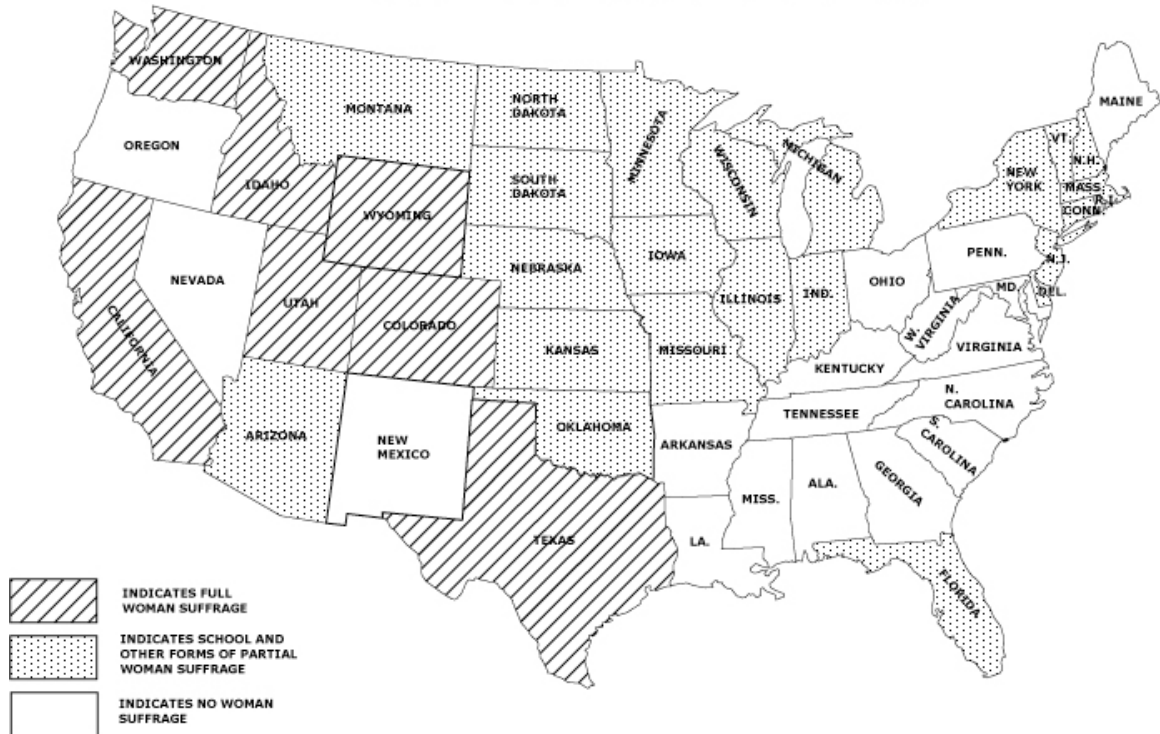 WASHINGTON
MONTANA
NORTH
DAKOTA
MINNESOTA
MAINE
OREGON
IDAHO
WYOMING
SOUTH
DAKOTA
WISCONSIN
MICHIGAN
VT.
N.H.
NEW
YORK
MASS.
R.I.
CONN.
NEVADA
UTAH
COLORADO
NEBRASKA
IOWA
ILLINOIS
IND.
OHIO
PENN.
N.J.
MD.
DEL.
W.
VIRGINIA
VIRGINIA
CALIFORNIA
KANSAS
MISSOURI
KENTUCKY
N.
CAROLINA
TENNESSEE
S.
CAROLINA
ARIZONA
NEW
MEXICO
OKLAHOMA
ARKANSAS
MISS.
ALA.
GEORGIA
TEXAS
LA.
FLORIDA
INDICATES FULL
WOMAN SUFFRAGE
INDICATES SCHOOL AND
OTHER FORMS OF PARTIAL
WOMAN SUFFRAGE
INDICATES NO WOMAN
SUFFRAGE